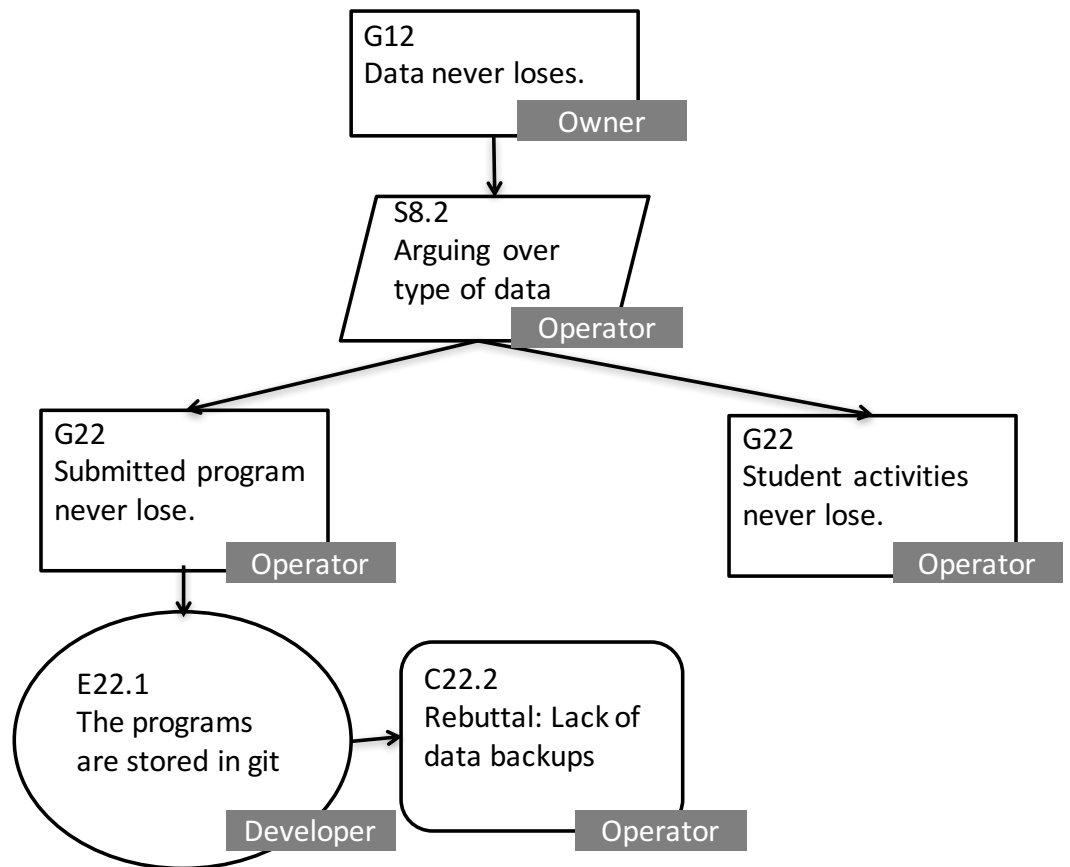 G12
Data never loses.
Owner
S8.2
Arguing over
type of data
Operator
G22
Submitted program
never lose.
Operator
G22
Student activities
never lose.
Operator
E22.1
The programs
are stored in git
Developer
C22.2
Rebuttal: Lack of
data backups
Operator